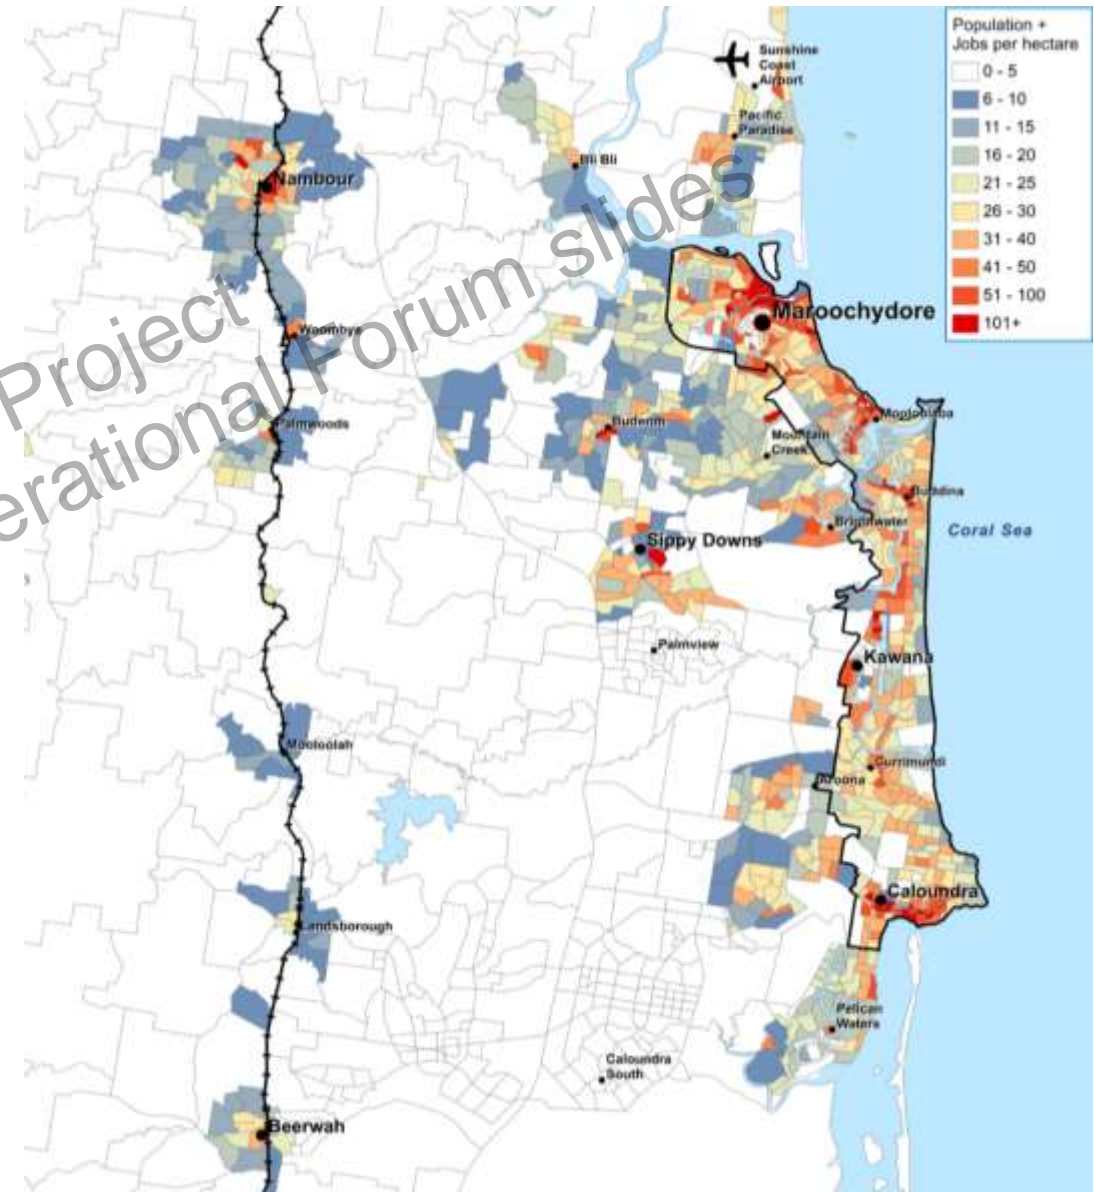 Population +
Jobs per hectare
0 - 5
6 - 10
11 - 15
16 - 20
21 - 25
26 - 30
31 - 40
41 - 50
51 - 100
101+
Sunshine
Coast
Airport
Pacific
Paradise
Bli Bli
Nambour
Project
erational Forum slides
Maroochydore
Woombye
Palmwoods
Buderim
Mooloolaba
Mountain
Creek
Buddina
Brightwater
Coral Sea
Sippy Downs
Palmview
Kawana
Mooloolah
Currimundi
Aroona
Caloundra
Landsborough
Pelican
Waters
Caloundra
South
Beerwah